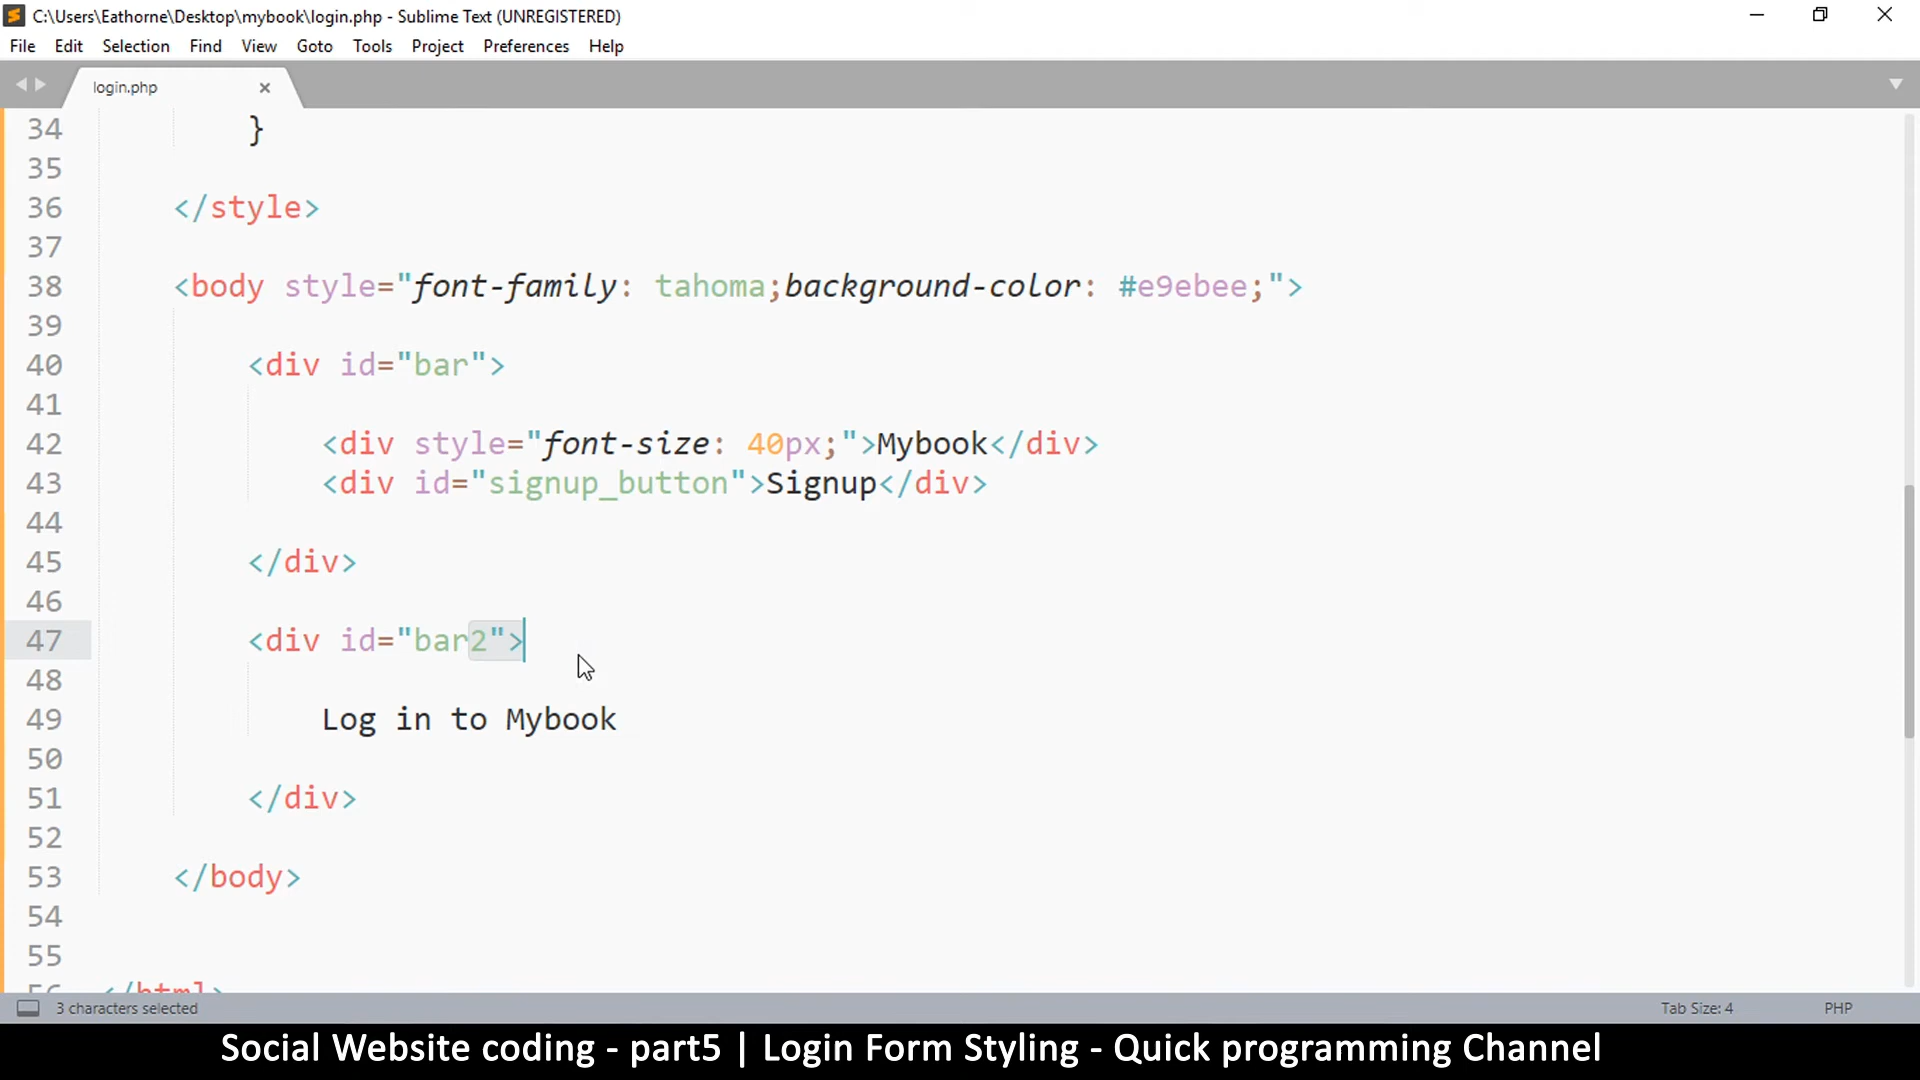 C:\Users\Eathorne\Desktop\mybook\login.php - Sublime Text (UNREGISTERED)
File Edit Selection Find View Goto Tools Project Preferences Help
login.php
34 }
35
36 </style>
37
38 <body style="font-family: tahoma;background-color: #e9ebee;">
39
40 <div id="bar">
41
42 <div style="font-size: 40px;">Mybook</div>
43 <div id="signup_button">Signup</div>
44
45 </div>
46
47 <div id="bar2">
48
49 Log in to Mybook
50
51 </div>
52
53 </body>
54
55
56 </html>
3 characters selected Tab Size: 4 PHP
Social Website coding - part5 | Login Form Styling - Quick programming Channel